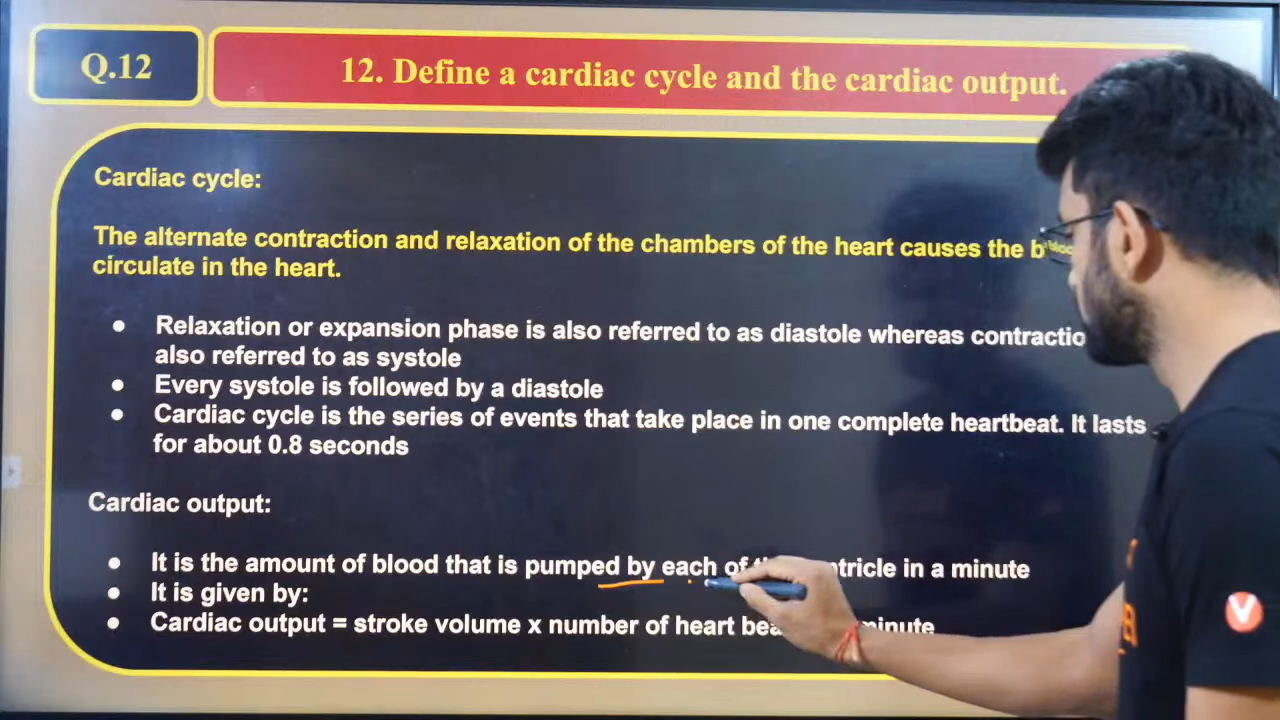 Q.12
12. Define a cardiac cycle and the cardiac output.
Cardiac cycle:
The alternate contraction and relaxation of the chambers of the heart causes the
circulate in the heart.
● Relaxation or expansion phase is also referred to as diastole whereas
also referred to as systole
● Every systole is followed by a diastole
● Cardiac cycle is the series of events that take place in one complete heartbeat. It lasts
for about 0.8 seconds
Cardiac output:
● It is the amount of blood that is pumped by each of in a minute
● It is given by:
● Cardiac output = stroke volume x number of heart minute
V